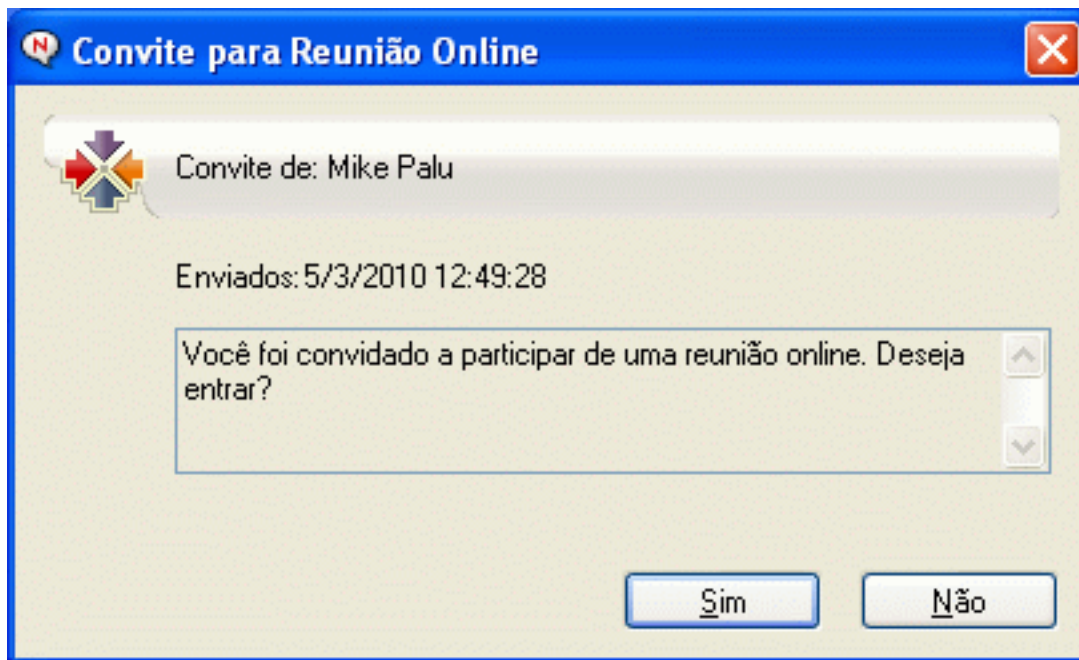 Convite para Reunião Online
Convite de: Mike Palu
Enviados: 5/3/2010 12:49:28
Você foi convidado a participar de uma reunião online. Deseja
entrar?
Sim
Não